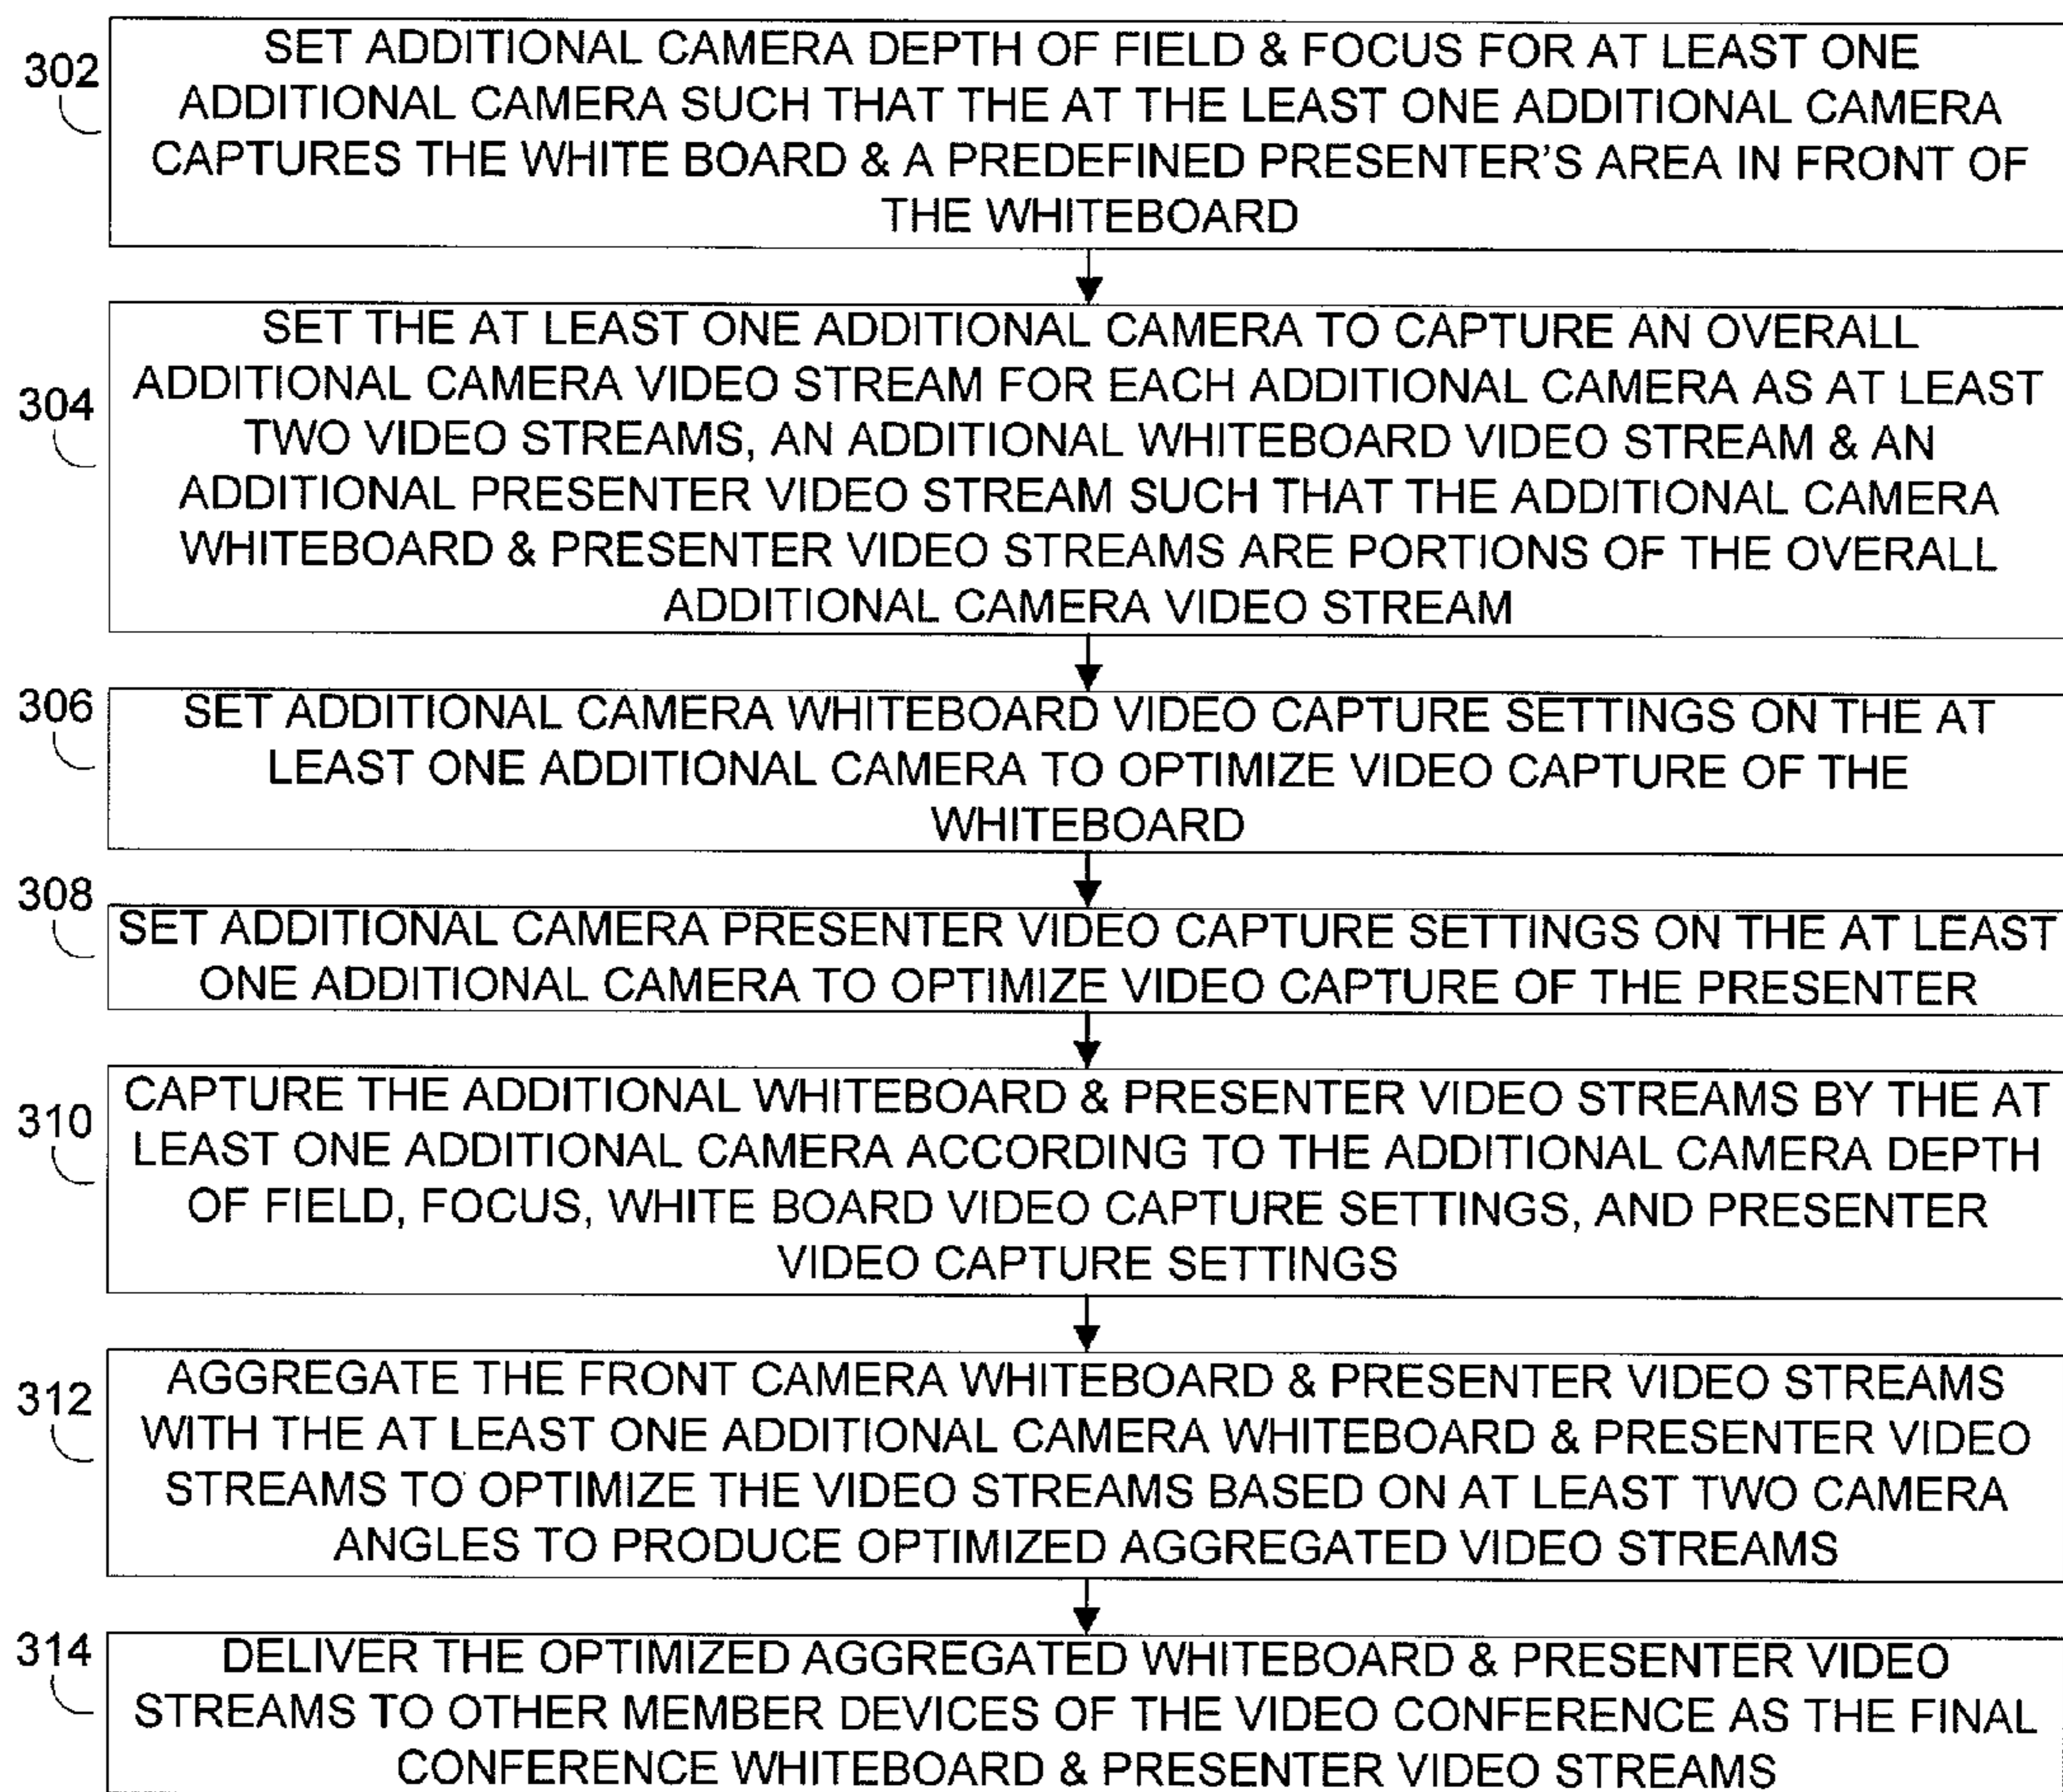 302
SET ADDITIONAL CAMERA DEPTH OF FIELD & FOCUS FOR AT LEAST ONE
ADDITIONAL CAMERA SUCH THAT THE AT THE LEAST ONE ADDITIONAL CAMERA
CAPTURES THE WHITE BOARD & A PREDEFINED PRESENTER'S AREA IN FRONT OF
THE WHITEBOARD
304
SET THE AT LEAST ONE ADDITIONAL CAMERA TO CAPTURE AN OVERALL
ADDITIONAL CAMERA VIDEO STREAM FOR EACH ADDITIONAL CAMERA AS AT LEAST
TWO VIDEO STREAMS, AN ADDITIONAL WHITEBOARD VIDEO STREAM & AN
ADDITIONAL PRESENTER VIDEO STREAM SUCH THAT THE ADDITIONAL CAMERA
WHITEBOARD & PRESENTER VIDEO STREAMS ARE PORTIONS OF THE OVERALL
ADDITIONAL CAMERA VIDEO STREAM
306
SET ADDITIONAL CAMERA WHITEBOARD VIDEO CAPTURE SETTINGS ON THE AT
LEAST ONE ADDITIONAL CAMERA TO OPTIMIZE VIDEO CAPTURE OF THE
WHITEBOARD
308
SET ADDITIONAL CAMERA PRESENTER VIDEO CAPTURE SETTINGS ON THE AT LEAST
ONE ADDITIONAL CAMERA TO OPTIMIZE VIDEO CAPTURE OF THE PRESENTER
310
CAPTURE THE ADDITIONAL WHITEBOARD & PRESENTER VIDEO STREAMS BY THE AT
LEAST ONE ADDITIONAL CAMERA ACCORDING TO THE ADDITIONAL CAMERA DEPTH
OF FIELD, FOCUS, WHITE BOARD VIDEO CAPTURE SETTINGS, AND PRESENTER
VIDEO CAPTURE SETTINGS
312
AGGREGATE THE FRONT CAMERA WHITEBOARD & PRESENTER VIDEO STREAMS
WITH THE AT LEAST ONE ADDITIONAL CAMERA WHITEBOARD & PRESENTER VIDEO
STREAMS TO OPTIMIZE THE VIDEO STREAMS BASED ON AT LEAST TWO CAMERA
ANGLES TO PRODUCE OPTIMIZED AGGREGATED VIDEO STREAMS
314
DELIVER THE OPTIMIZED AGGREGATED WHITEBOARD & PRESENTER VIDEO
STREAMS TO OTHER MEMBER DEVICES OF THE VIDEO CONFERENCE AS THE FINAL
CONFERENCE WHITEBOARD & PRESENTER VIDEO STREAMS